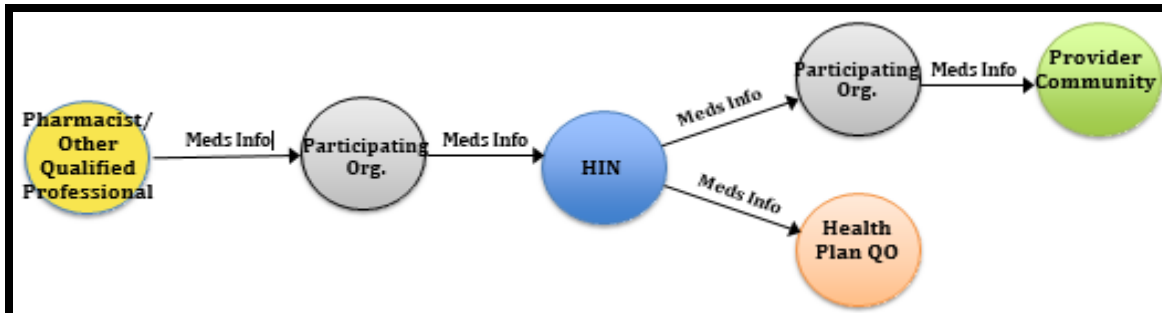 Pharmacist/
Other
Qualified
Professional
Meds Info
Participating
Org.
Meds Info
HIN
Meds Info
Participating
Org.
Meds Info
Provider
Community
Meds Info
Health
Plan QO